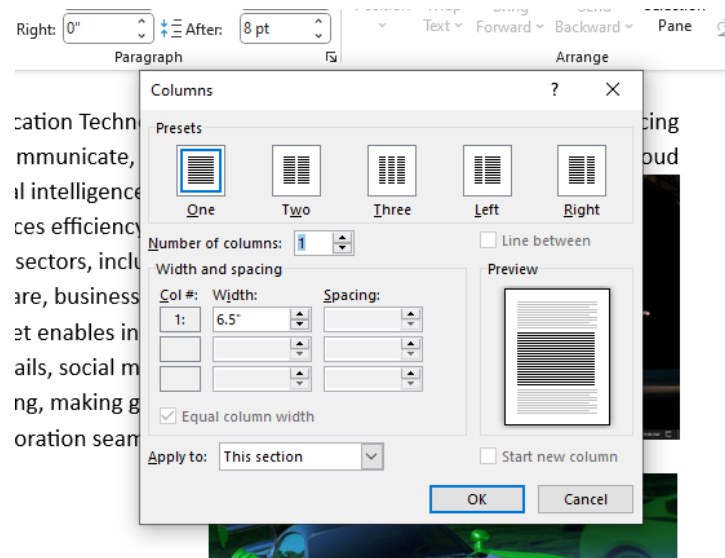 Right: 0" After: 8 pt
Text Forward Backward Pane
Paragraph Arrange
Columns ? X
Presets
One Two Three Left Right
Number of columns: 1 Line between
Width and spacing Preview
Col #: Width: Spacing:
1: 6.5"
Equal column width
Apply to: This section Start new column
OK Cancel
cation Techn cing
mmunicate, oud
al intelligence
ces efficiency
sectors, inclu
are, business
et enables in
ails, social m
ng, making g
oration seam